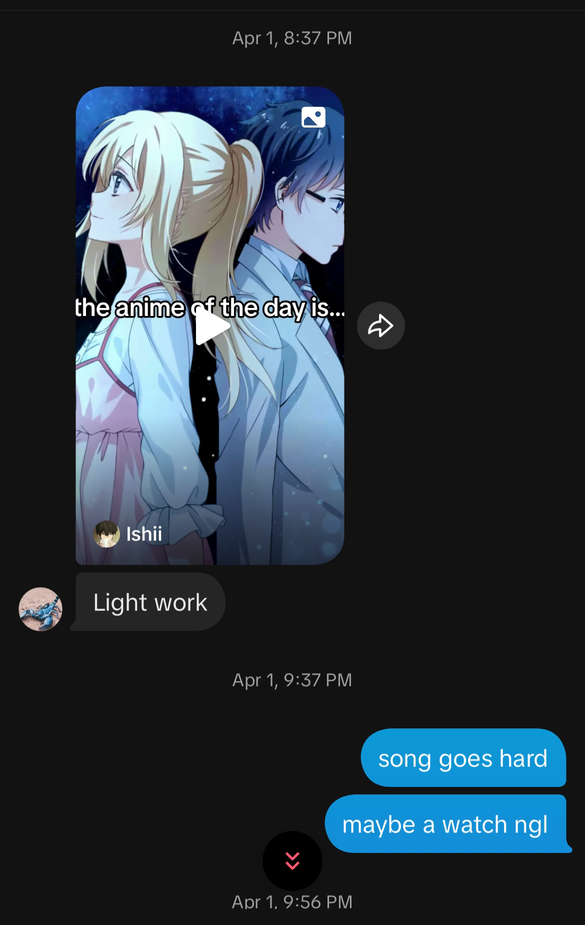 Apr 1, 8:37 PM
the anime of the day is...
Ishii
Light work
Apr 1, 9:37 PM
song goes hard
maybe a watch ngl
Apr 1, 9:56 PM